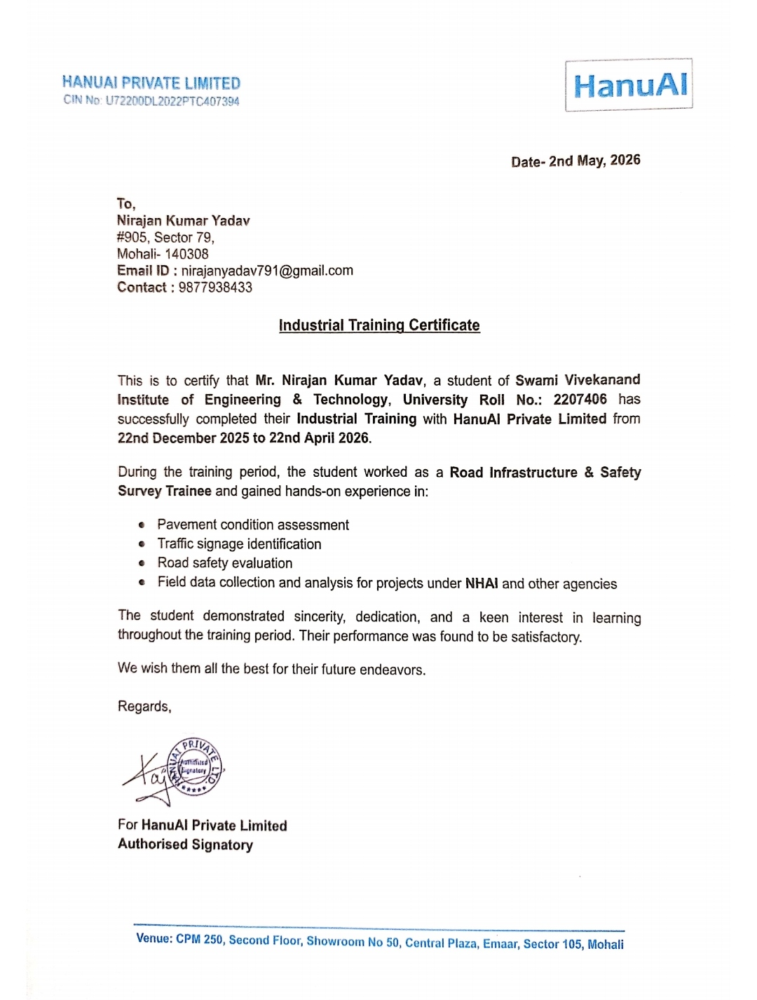 HANUAI PRIVATE LIMITED
CIN No: U72200DL2022PTC407394
HanuAI
Date- 2nd May, 2026
To,
Nirajan Kumar Yadav
#905, Sector 79,
Mohali- 140308
Email ID : nirajanyadav791@gmail.com
Contact : 9877938433
Industrial Training Certificate
This is to certify that Mr. Nirajan Kumar Yadav, a student of Swami Vivekanand
Institute of Engineering & Technology, University Roll No.: 2207406 has
successfully completed their Industrial Training with HanuAI Private Limited from
22nd December 2025 to 22nd April 2026.
During the training period, the student worked as a Road Infrastructure & Safety
Survey Trainee and gained hands-on experience in:
• Pavement condition assessment
• Traffic signage identification
• Road safety evaluation
• Field data collection and analysis for projects under NHAI and other agencies
The student demonstrated sincerity, dedication, and a keen interest in learning
throughout the training period. Their performance was found to be satisfactory.
We wish them all the best for their future endeavors.
Regards,
HANUAI PRIVATE LTD.
Authorised
Signatory
For HanuAI Private Limited
Authorised Signatory
Venue: CPM 250, Second Floor, Showroom No 50, Central Plaza, Emaar, Sector 105, Mohali